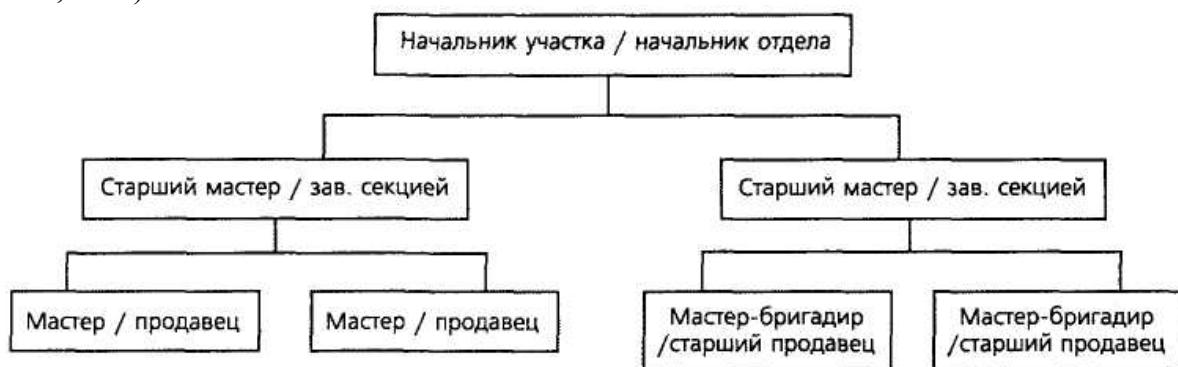 Начальник участка / начальник отдела
Старший мастер / зав. секцией
Старший мастер / зав. секцией
Мастер / продавец
Мастер / продавец
Мастер-бригадир
/старший продавец
Мастер-бригадир
/старший продавец